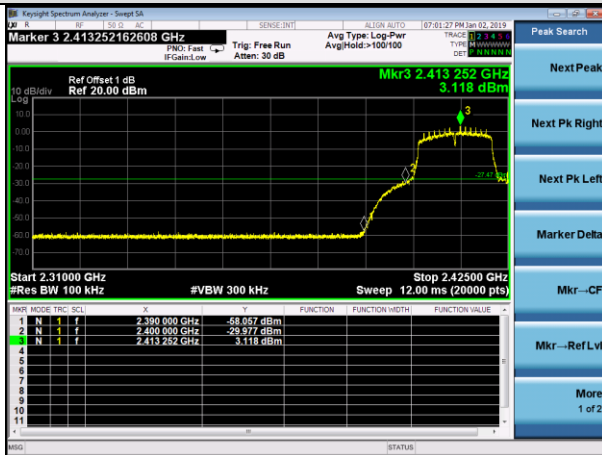 Keysight Spectrum Analyzer - Swept SA
LXI R RF 50 Ω AC SENSE:INT ALIGN AUTO 07:01:27 PM Jan 02, 2019
Marker 3 2.413252162608 GHz
PNO: Fast
IFGain:Low
Trig: Free Run
Atten: 30 dB
Avg Type: Log-Pwr
Avg|Hold:>100/100
TRACE 1 2 3 4 5 6
TYPE M W W W W W
DET P N N N N N
Ref Offset 1 dB
10 dB/div Ref 20.00 dBm
Log
Mkr3 2.413 252 GHz
3.118 dBm
10.0
0.00
-10.0
-20.0
-30.0
-40.0
-50.0
-60.0
-70.0
3
2
Start 2.31000 GHz
Stop 2.42500 GHz
#Res BW 100 kHz
#VBW 300 kHz
Sweep 12.00 ms (20000 pts)
MKR MODE TRC SCL X Y FUNCTION FUNCTION WIDTH FUNCTION VALUE
1 N 1 f 2.390 000 GHz -58.057 dBm
2 N 1 f 2.400 000 GHz -29.977 dBm
3 N 1 f 2.413 252 GHz 3.118 dBm
4
5
6
7
8
9
10
11
MSG STATUS
Peak Search
Next Peak
Next Pk Right
Next Pk Left
Marker Delta
Mkr→CF
Mkr→Ref Lvl
More
1 of 2